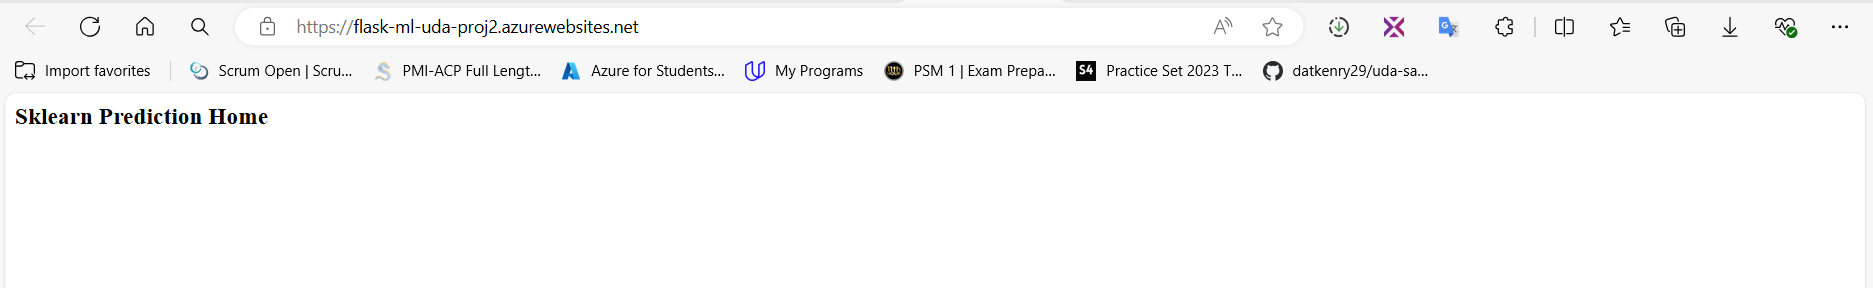 https://flask-ml-uda-proj2.azurewebsites.net
Import favorites Scrum Open | Scru... PMI-ACP Full Lengt... Azure for Students... My Programs PSM 1 | Exam Prepa... S4 Practice Set 2023 T... datkenry29/uda-sa...
Sklearn Prediction Home